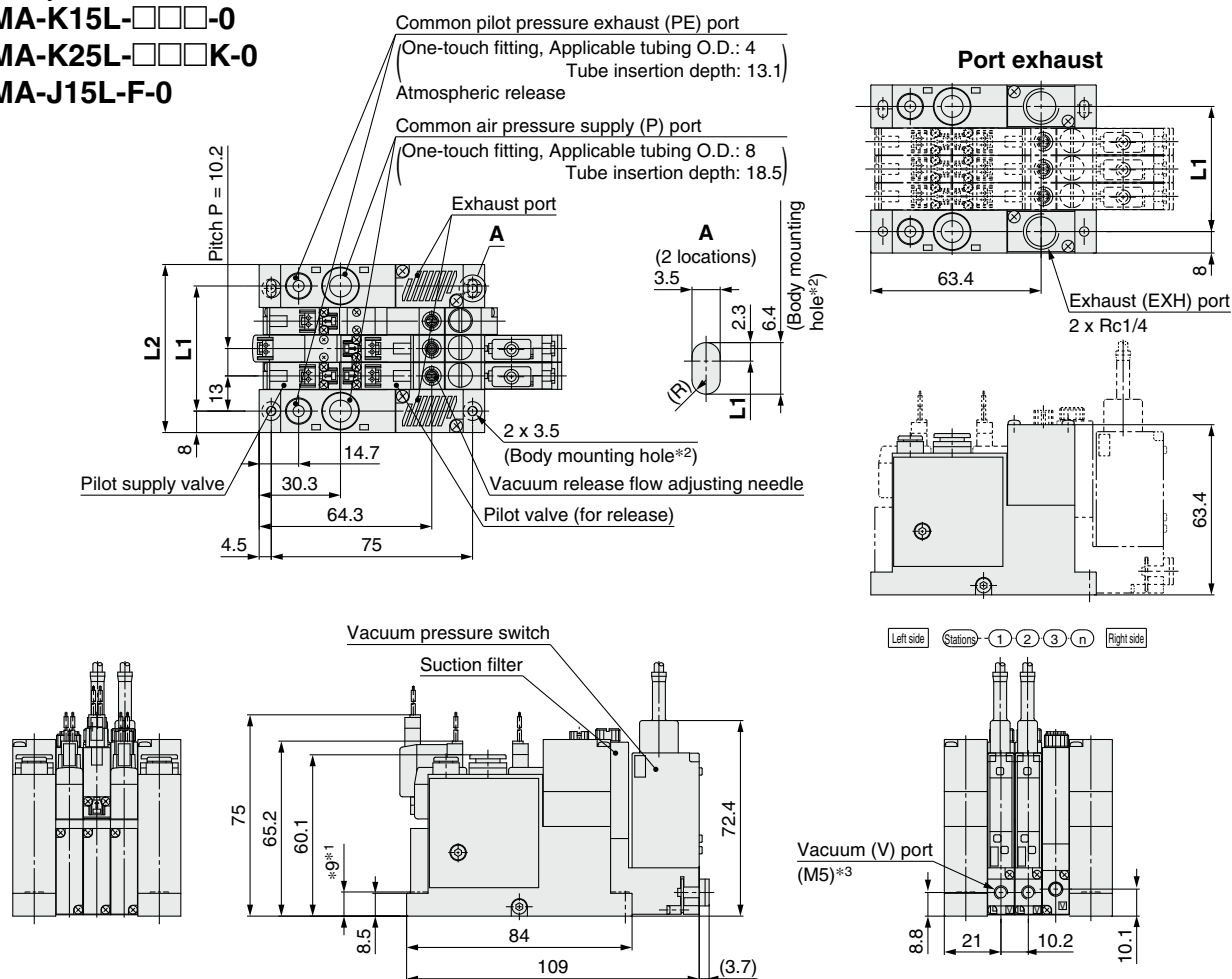 MA-K15L-□□□-0
MA-K25L-□□□K-0
MA-J15L-F-0
Common pilot pressure exhaust (PE) port
(One-touch fitting, Applicable tubing O.D.: 4
Tube insertion depth: 13.1)
Atmospheric release
Common air pressure supply (P) port
(One-touch fitting, Applicable tubing O.D.: 8
Tube insertion depth: 18.5)
Exhaust port
A
Pitch P = 10.2
L2
L1
13
8
14.7
30.3
64.3
4.5
75
Pilot supply valve
2 x 3.5
(Body mounting hole*2)
Vacuum release flow adjusting needle
Pilot valve (for release)
A
(2 locations)
3.5
2.3
6.4
(Body mounting
hole*2)
(R)
L1
Port exhaust
L1
8
63.4
Exhaust (EXH) port
2 x Rc1/4
63.4
Left side
Stations
1
2
3
n
Right side
Vacuum pressure switch
Suction filter
75
65.2
60.1
*9*1
8.5
84
109
(3.7)
72.4
Vacuum (V) port
(M5)*3
8.8
21
10.2
10.1
V
V
V